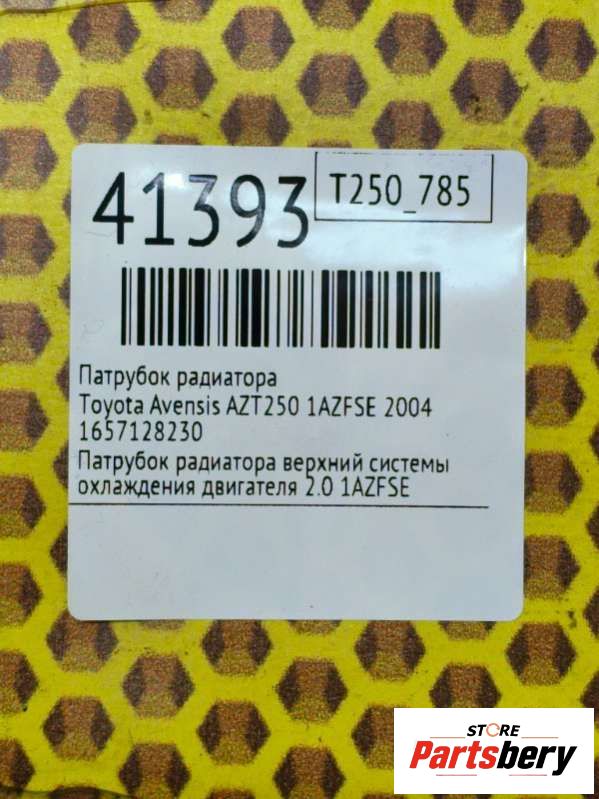 41393
T250_785
Патрубок радиатора
Toyota Avensis AZT250 1AZFSE 2004
1657128230
Патрубок радиатора верхний системы
охлаждения двигателя 2.0 1AZFSE
STORE
Partsbery